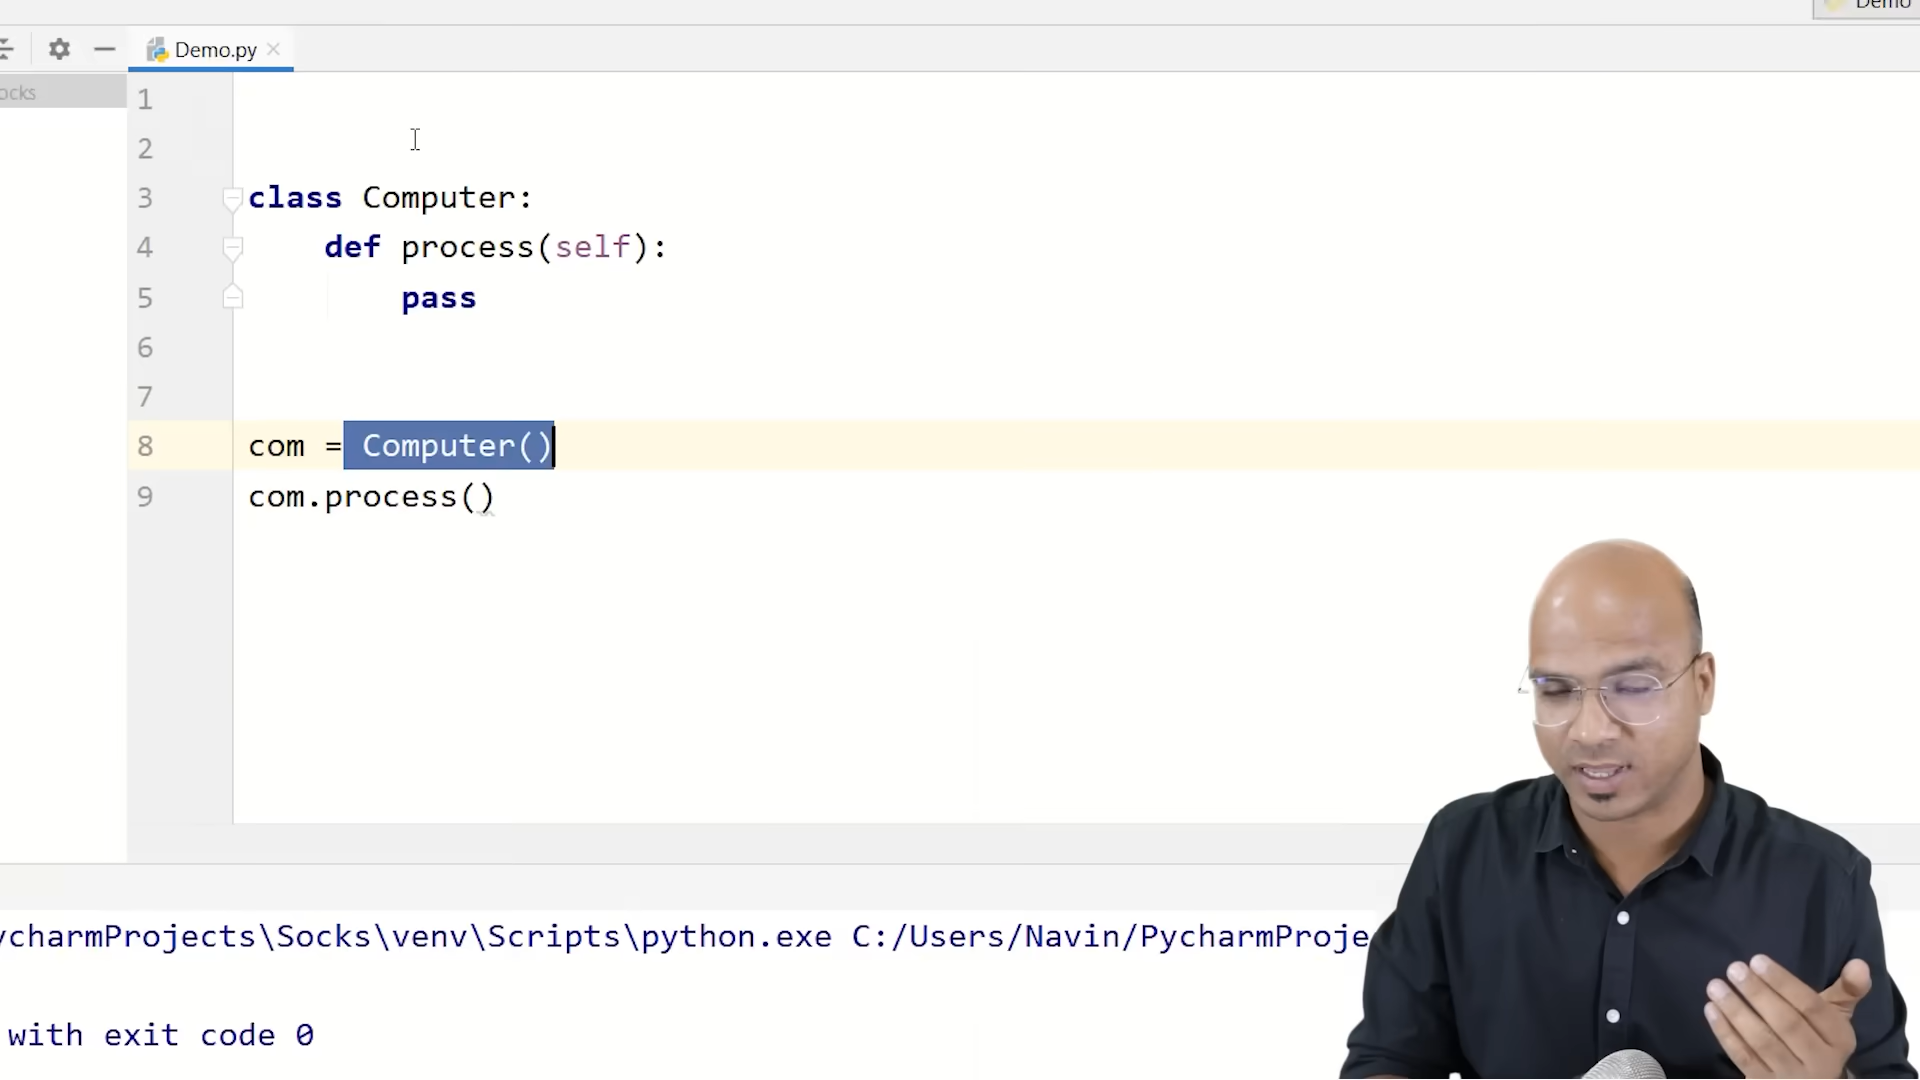 Demo
Demo.py
ocks
1
2
3 class Computer:
4 def process(self):
5 pass
6
7
8 com = Computer()
9 com.process()
ycharmProjects\Socks\venv\Scripts\python.exe C:/Users/Navin/PycharmProje
with exit code 0